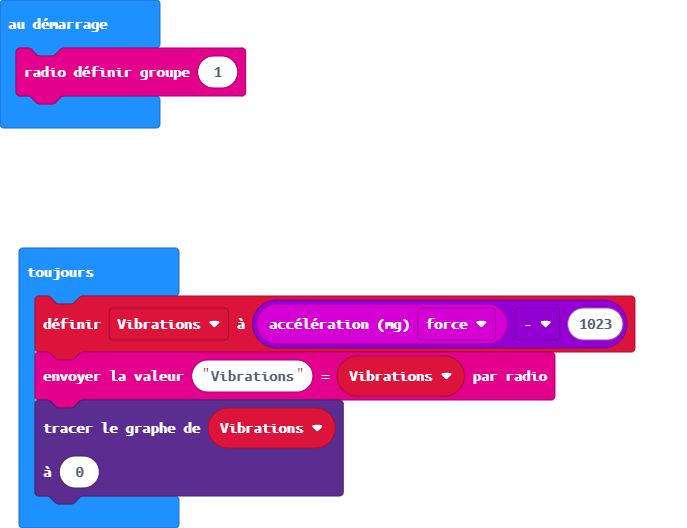 au démarrage
radio définir groupe 1
toujours
définir Vibrations à accélération (mg) force - 1023
envoyer la valeur "Vibrations" = Vibrations par radio
tracer le graphe de Vibrations
à 0